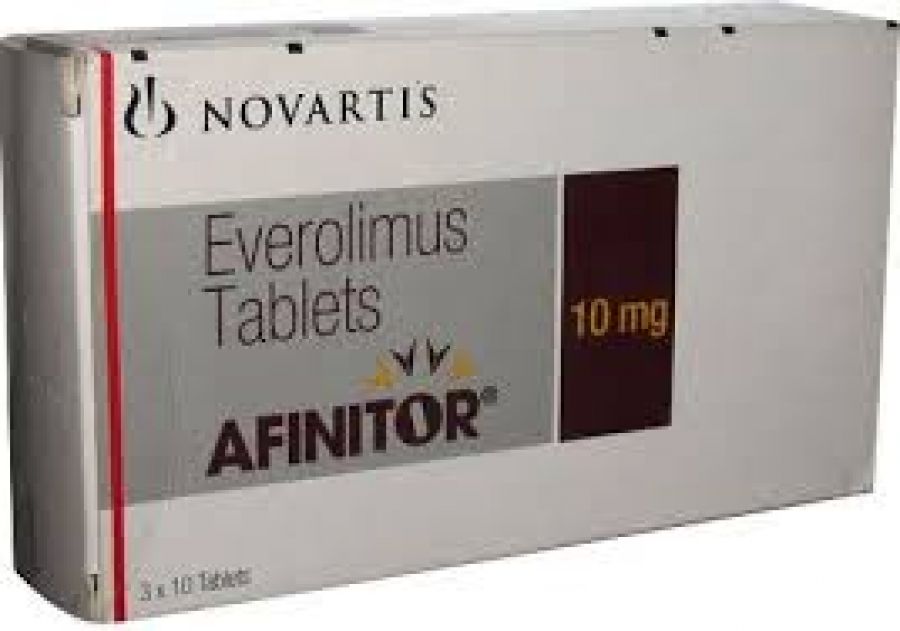 NOVARTIS
Everolimus
Tablets
AFINITOR®
10 mg
3 x 10 Tablets